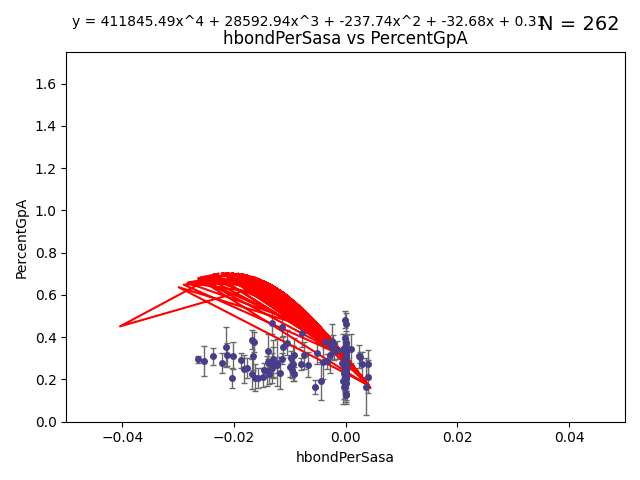 y = 411845.49x^4 + 28592.94x^3 + -237.74x^2 + -32.68x + 0.31
N = 262
hbondPerSasa vs PercentGpA
PercentGpA
1.6
1.4
1.2
1.0
0.8
0.6
0.4
0.2
0.0
−0.04 −0.02 0.00 0.02 0.04
hbondPerSasa